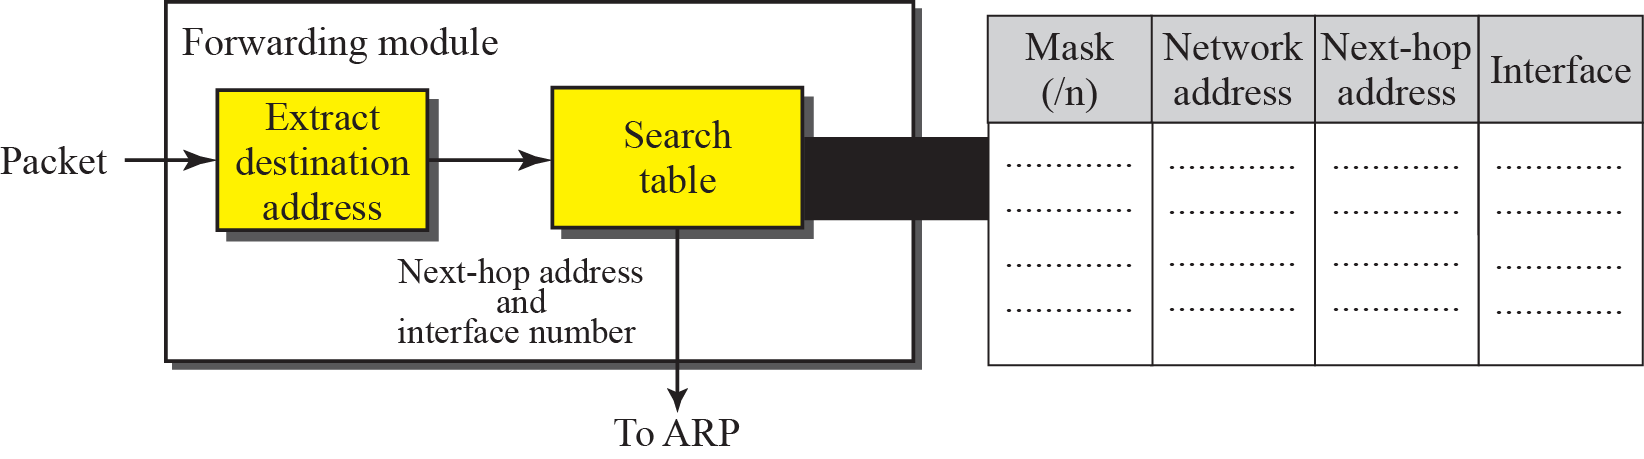 Forwarding module
Packet
Extract
destination
address
Search
table
Next-hop address
and
interface number
To ARP
Mask
(/n)
Network
address
Next-hop
address
Interface
............. ............. ............. .............
............. ............. ............. .............
............. ............. ............. .............
............. ............. ............. .............